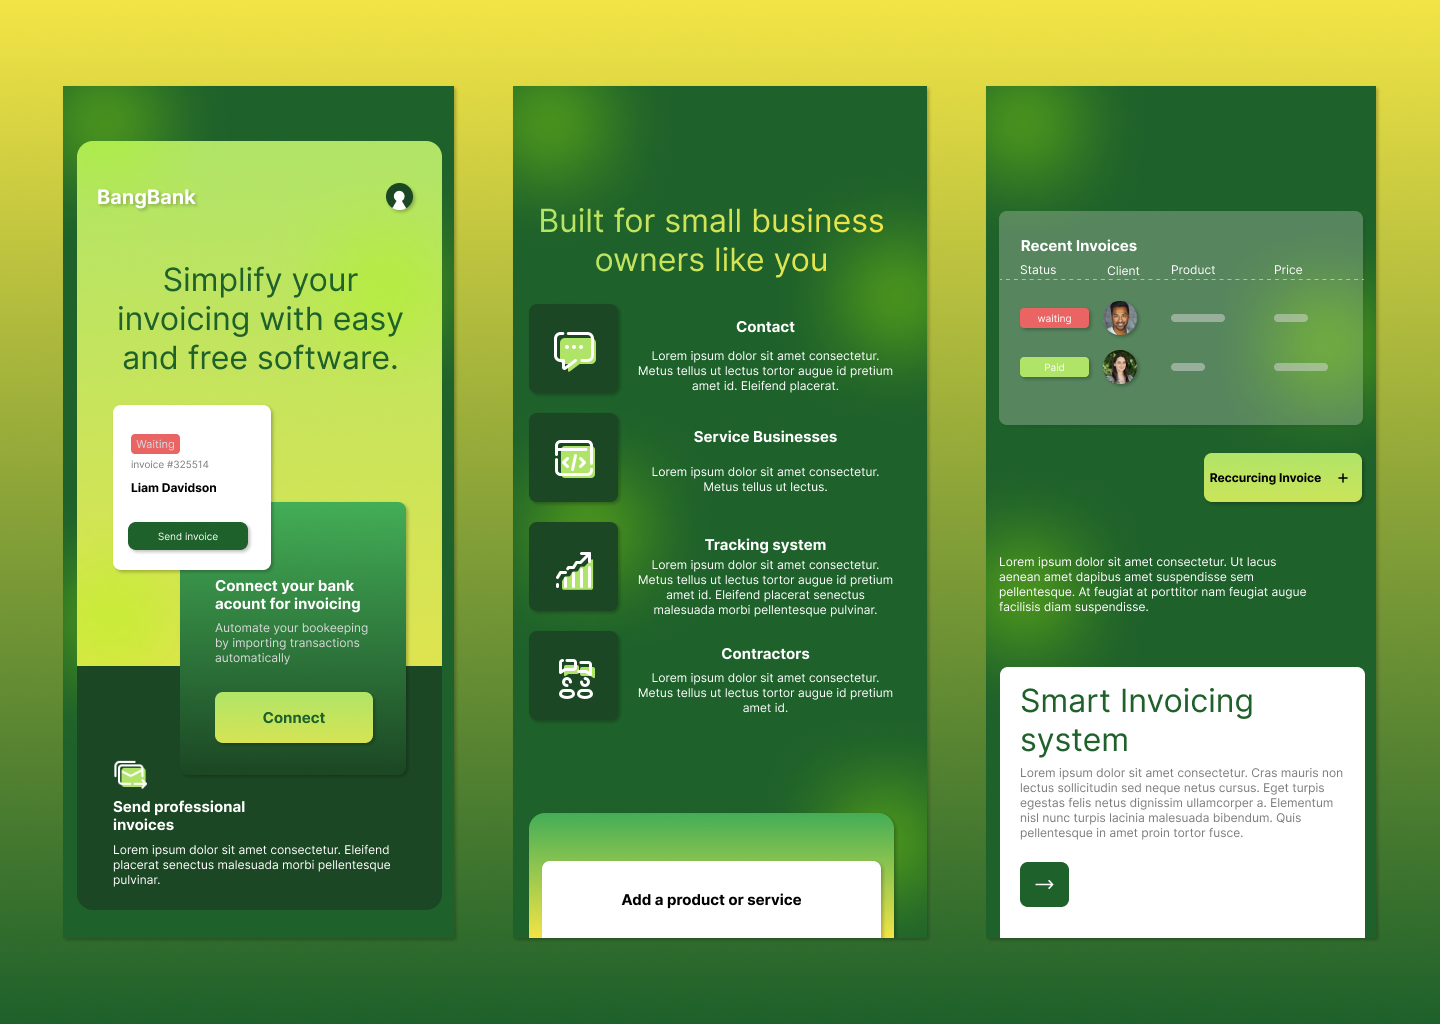 BangBank
Simplify your
invoicing with easy
and free software.
Waiting
invoice #325514
Liam Davidson
Send invoice
Connect your bank
acount for invoicing
Automate your bookeeping
by importing transactions
automatically
Connect
Send professional
invoices
Lorem ipsum dolor sit amet consectetur. Eleifend
placerat senectus malesuada morbi pellentesque
pulvinar.
Built for small business
owners like you
Contact
Lorem ipsum dolor sit amet consectetur.
Metus tellus ut lectus tortor augue id pretium
amet id. Eleifend placerat.
Service Businesses
Lorem ipsum dolor sit amet consectetur.
Metus tellus ut lectus.
Tracking system
Lorem ipsum dolor sit amet consectetur.
Metus tellus ut lectus tortor augue id pretium
amet id. Eleifend placerat senectus
malesuada morbi pellentesque pulvinar.
Contractors
Lorem ipsum dolor sit amet consectetur.
Metus tellus ut lectus tortor augue id pretium
amet id.
Add a product or service
Recent Invoices
Status Client Product Price
waiting
Paid
Reccurcing Invoice +
Lorem ipsum dolor sit amet consectetur. Ut lacus
aenean amet dapibus amet suspendisse sem
pellentesque. At feugiat at porttitor nam feugiat augue
facilisis diam suspendisse.
Smart Invoicing
system
Lorem ipsum dolor sit amet consectetur. Cras mauris non
lectus sollicitudin sed neque netus cursus. Eget turpis
egestas felis netus dignissim ullamcorper a. Elementum
nisl nunc turpis lacinia malesuada bibendum. Quis
pellentesque in amet proin tortor fusce.